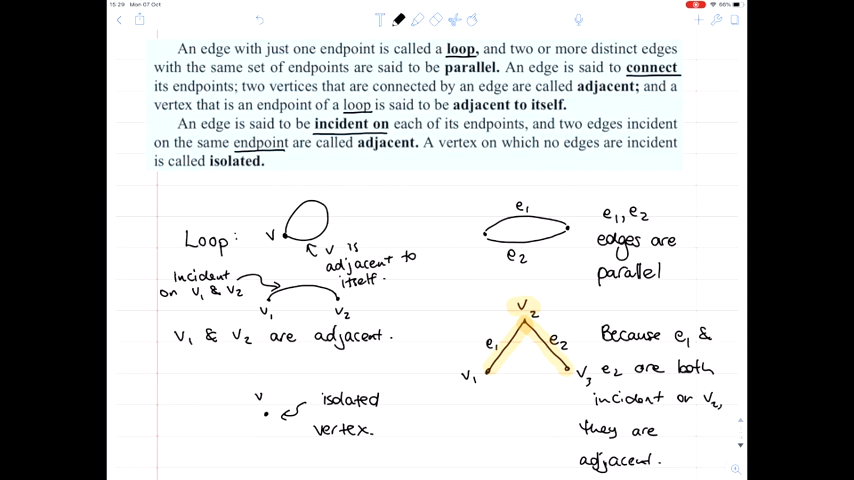 15.29 Mon 07 Oct
66%
An edge with just one endpoint is called a loop, and two or more distinct edges
with the same set of endpoints are said to be parallel. An edge is said to connect
its endpoints; two vertices that are connected by an edge are called adjacent; and a
vertex that is an endpoint of a loop is said to be adjacent to itself.
An edge is said to be incident on each of its endpoints, and two edges incident
on the same endpoint are called adjacent. A vertex on which no edges are incident
is called isolated.
Loop:
v
v is
adjacent to
itself.
Incident
on v₁ & v₂
v₁
v₂
v₁ & v₂ are adjacent.
v
isolated
vertex.
e₁
e₂
e₁, e₂
edges are
parallel
v₂
e₁
e₂
v₁
v₃
Because e₁ &
e₂ are both
incident on v₂,
they are
adjacent.